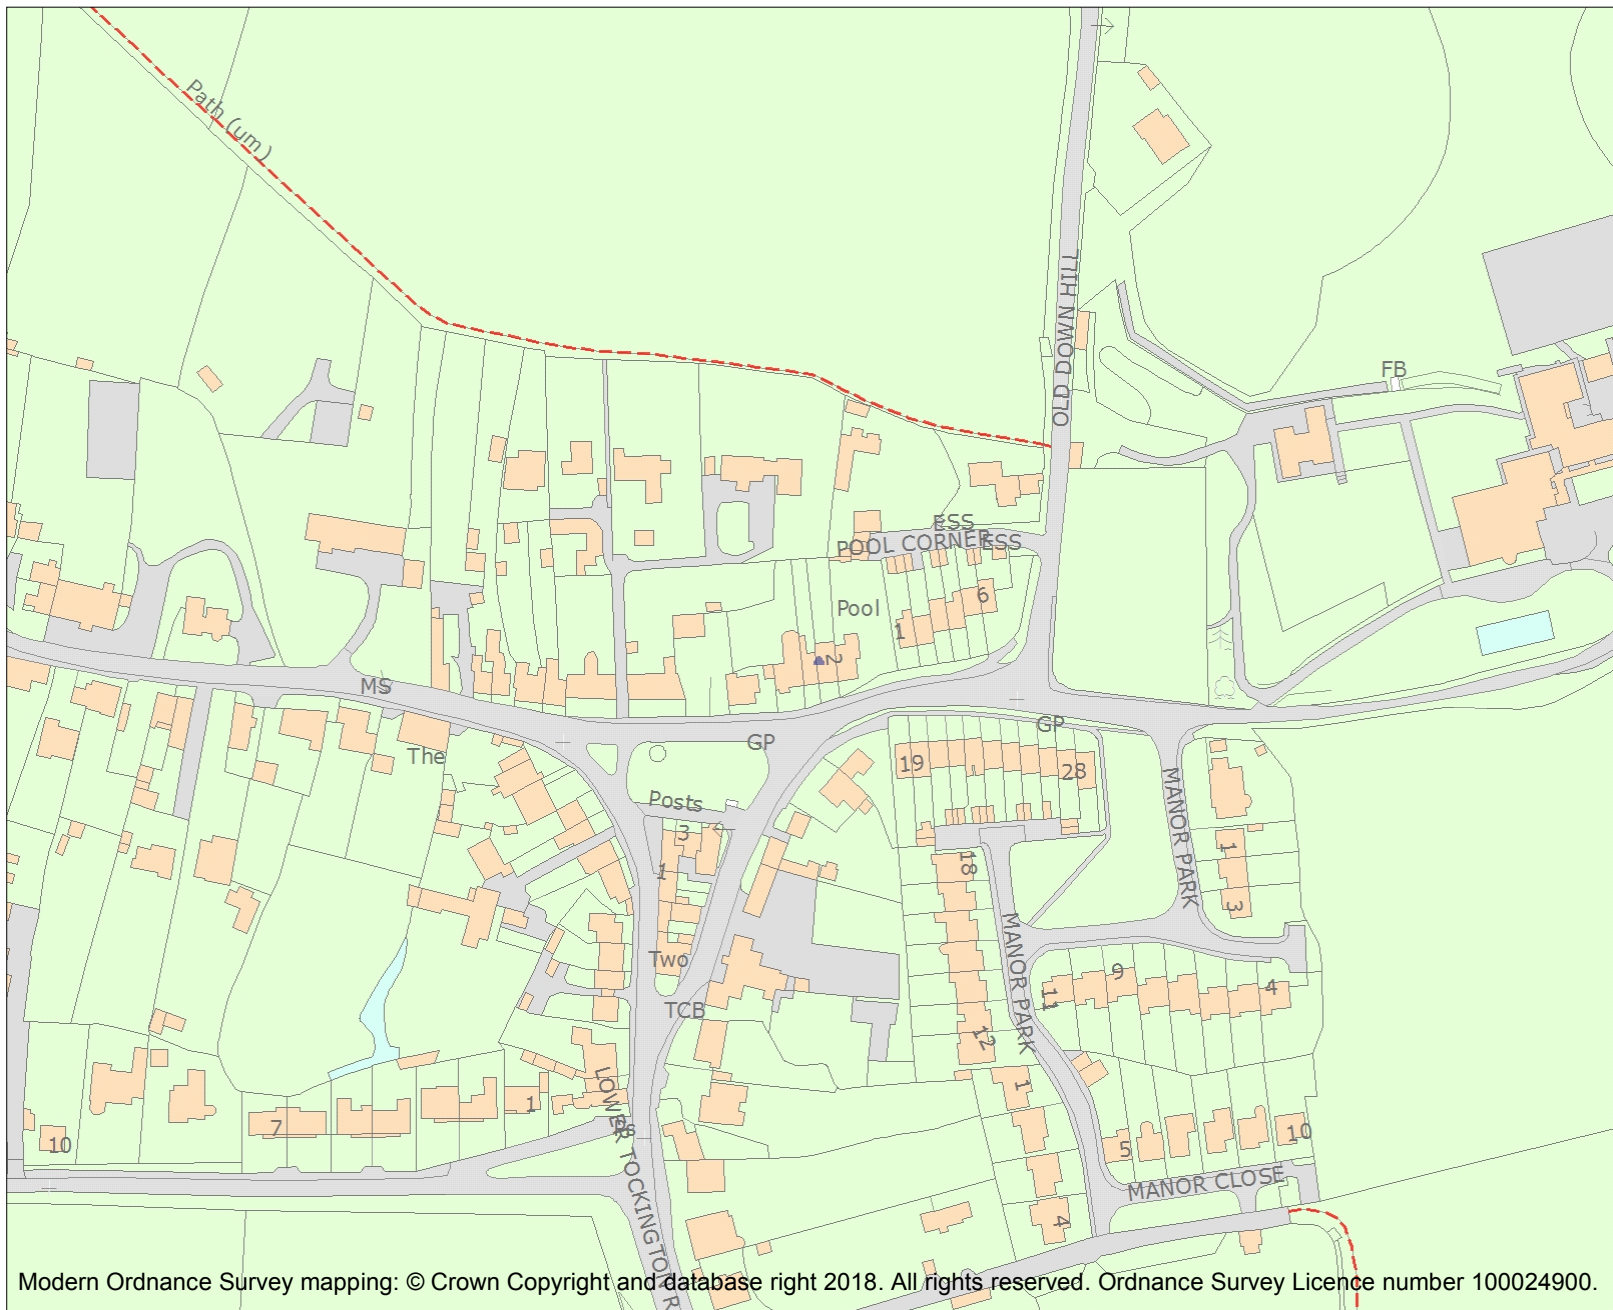 Path (um)
OLD DOWN HILL
FB
ESS
POOL CORNER
ESS
Pool
6
1
2
MS
GP
GP
The
19
28
Posts
3
1
18
MANOR PARK
1
3
MANOR PARK
Two
TCB
9
11
4
12
LOWER TOCKINGTON R
1
7
10
1
5
10
MANOR CLOSE
4
Modern Ordnance Survey mapping: © Crown Copyright and database right 2018. All rights reserved. Ordnance Survey Licence number 100024900.